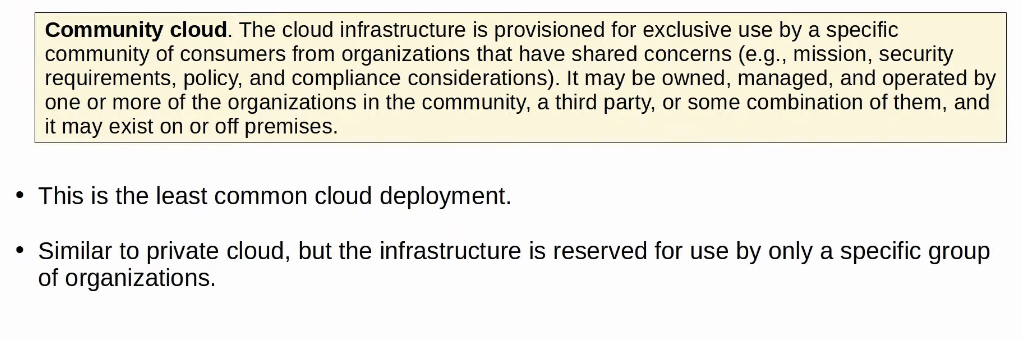 Community cloud. The cloud infrastructure is provisioned for exclusive use by a specific
community of consumers from organizations that have shared concerns (e.g., mission, security
requirements, policy, and compliance considerations). It may be owned, managed, and operated by
one or more of the organizations in the community, a third party, or some combination of them, and
it may exist on or off premises.
• This is the least common cloud deployment.
• Similar to private cloud, but the infrastructure is reserved for use by only a specific group
of organizations.